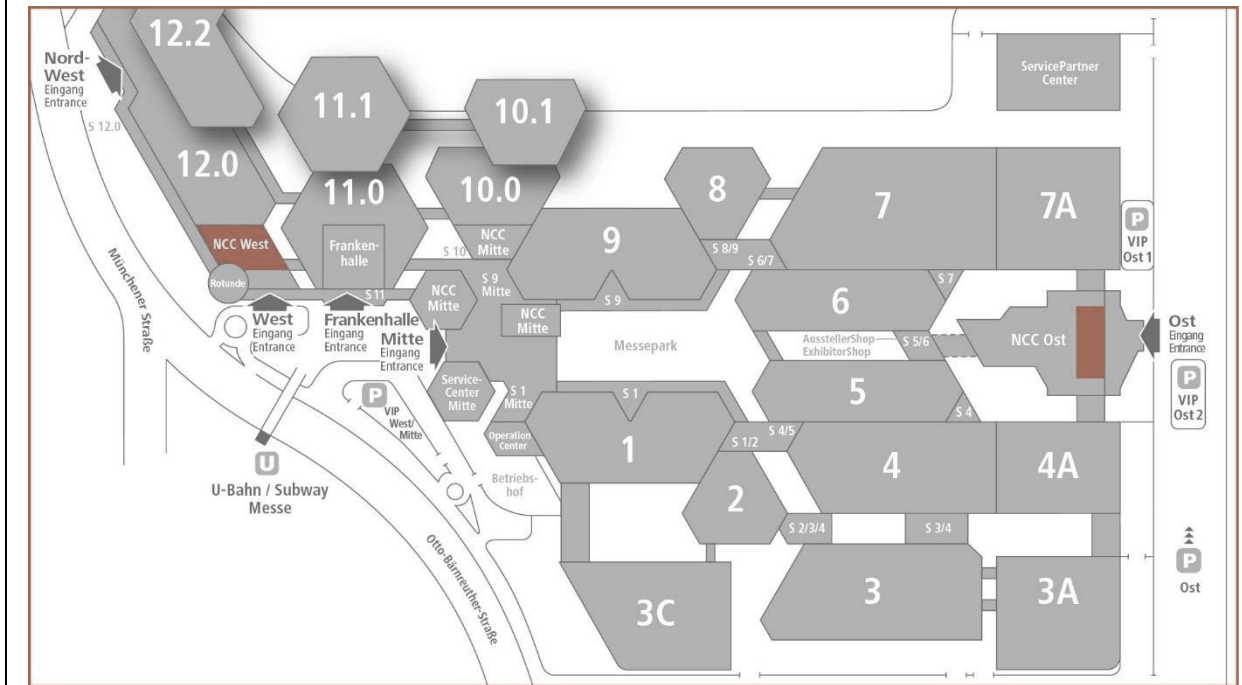 12.2
Nord-
West
Eingang
Entrance
S 12.0
12.0
11.1
10.1
ServicePartner
Center
11.0
10.0
8
7
7A
P
VIP
Ost 1
NCC West
Franken-
halle
S 10
NCC
Mitte
9
S 8/9
S 6/7
Rotunde
S 11
NCC
Mitte
S 9
Mitte
S 9
NCC
Mitte
6
S 7
Münchener Straße
West
Eingang
(Entrance
Frankenhalle
Eingang
Entrance
Mitte
Eingang
Entrance
Messepark
AusstellerShop
ExhibitorShop
S 5/6
NCC Ost
Ost
Eingang
Entrance
P
VIP
Ost 2
Service-
Center
Mitte
S 1
Mitte
S 1
5
S 4
P
VIP
West/
Mitte
Operation
Center
1
S 1/2
S 4/5
4
4A
U
U-Bahn / Subway
Messe
Betriebs-
hof
2
S 2/3/4
S 3/4
Otto-Bärnreuther-Straße
3C
3
3A
P
Ost